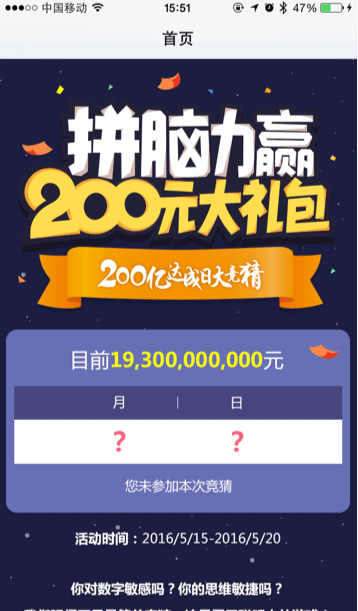 中国移动 15:51 47%
首页
拼脑力赢
200元大礼包
200亿达成日大竞猜
目前19,300,000,000元
月 | 日
? ?
您未参加本次竞猜
活动时间：2016/5/15-2016/5/20
你对数字敏感吗？你的思维敏捷吗？